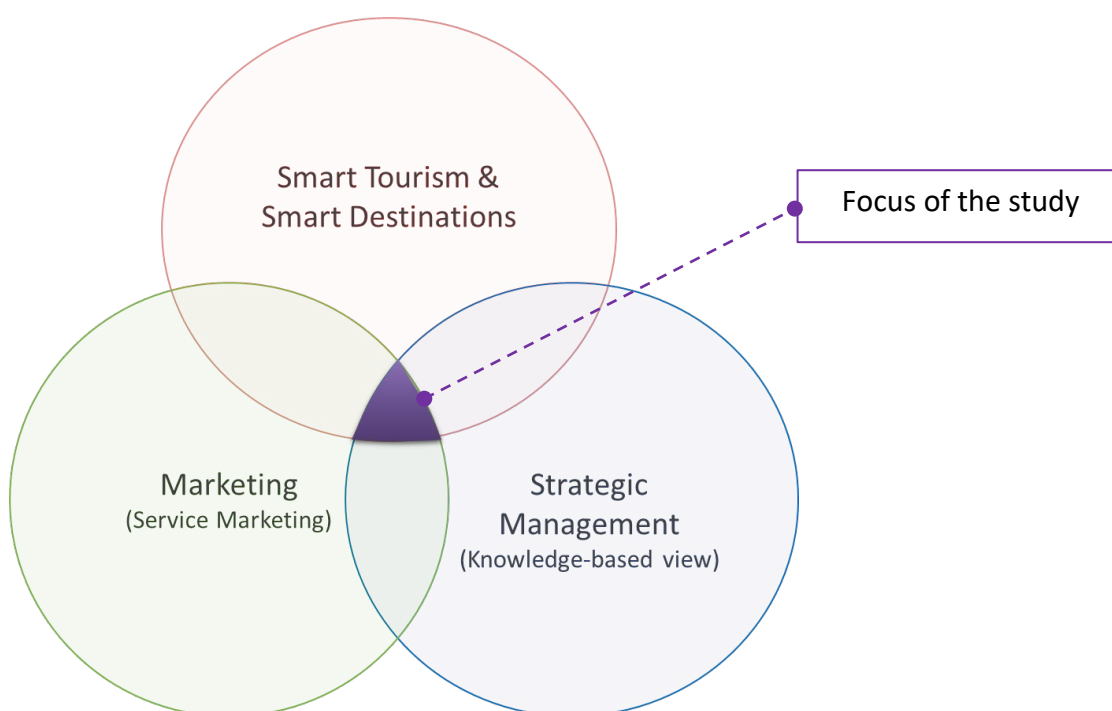 Smart Tourism &
Smart Destinations
Focus of the study
Marketing
(Service Marketing)
Strategic
Management
(Knowledge-based view)